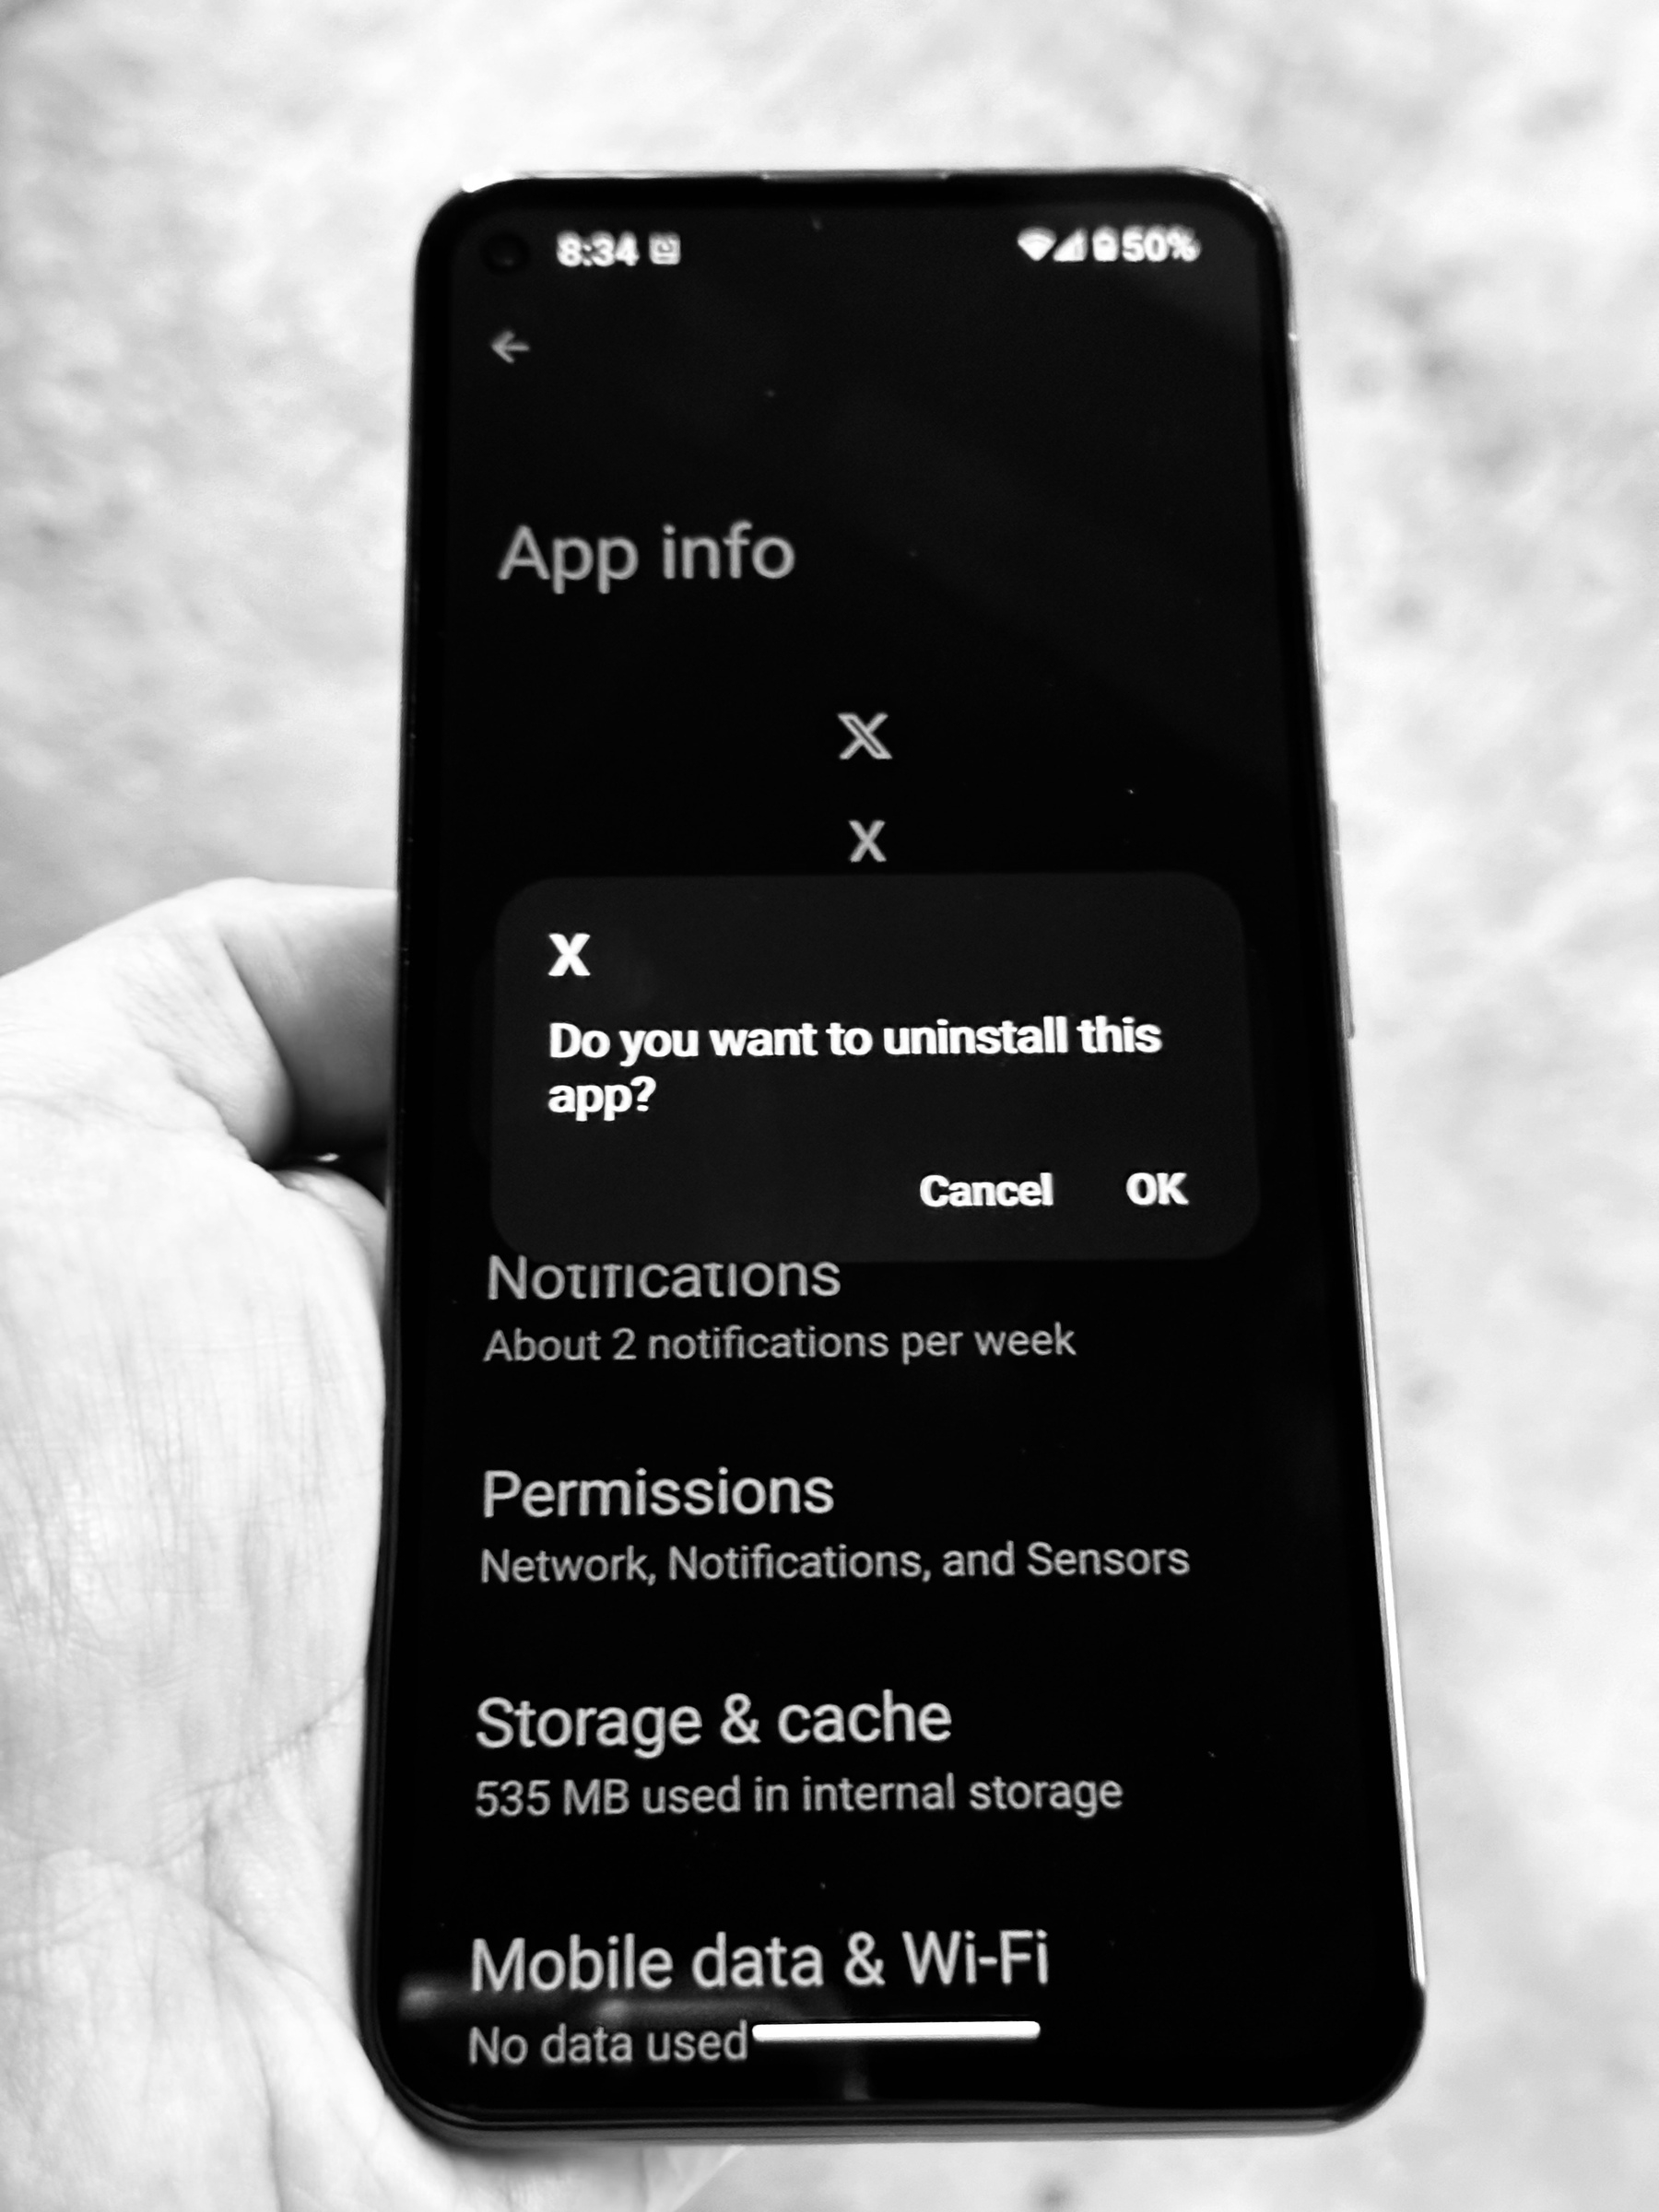 8:34
50%
App info
X
X
X
Do you want to uninstall this
app?
Cancel OK
Notifications
About 2 notifications per week
Permissions
Network, Notifications, and Sensors
Storage & cache
535 MB used in internal storage
Mobile data & Wi-Fi
No data used